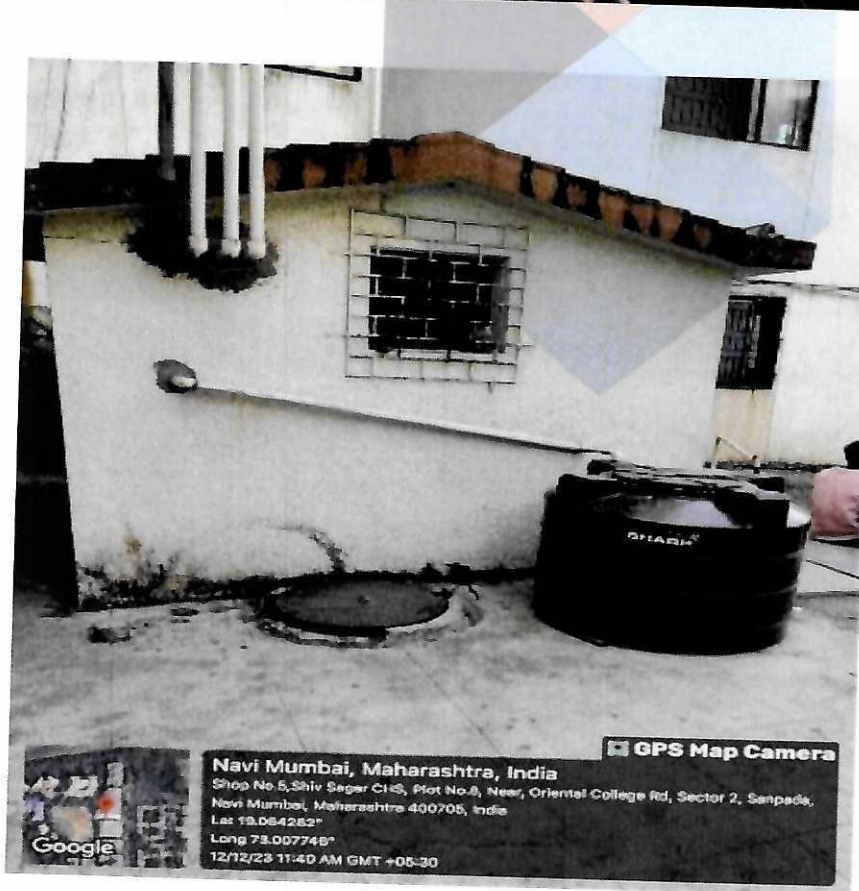 GPS Map Camera
Navi Mumbai, Maharashtra, India
Shop No.5,Shiv Sagar CHS, Plot No.8, Near, Oriental College Rd, Sector 2, Sanpada,
Navi Mumbai, Maharashtra 400705, India
Lat 19.064282°
Long 73.007746°
12/12/23 11:40 AM GMT +05:30
Google